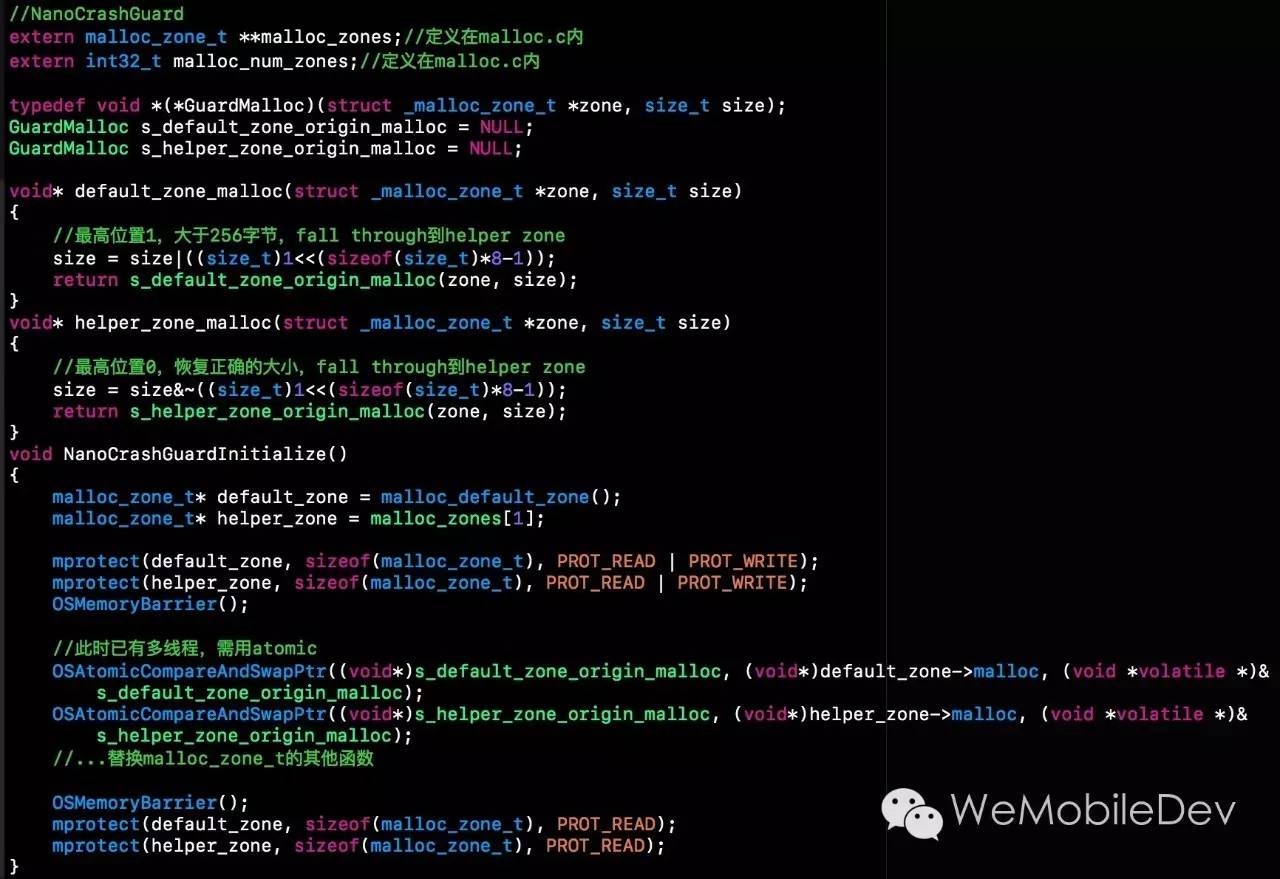 //NanoCrashGuard
extern malloc_zone_t **malloc_zones;//定义在malloc.c内
extern int32_t malloc_num_zones;//定义在malloc.c内
typedef void *(*GuardMalloc)(struct _malloc_zone_t *zone, size_t size);
GuardMalloc s_default_zone_origin_malloc = NULL;
GuardMalloc s_helper_zone_origin_malloc = NULL;
void* default_zone_malloc(struct _malloc_zone_t *zone, size_t size)
{
    //最高位置1，大于256字节，fall through到helper zone
    size = size|((size_t)1<<(sizeof(size_t)*8-1));
    return s_default_zone_origin_malloc(zone, size);
}
void* helper_zone_malloc(struct _malloc_zone_t *zone, size_t size)
{
    //最高位置0，恢复正确的大小，fall through到helper zone
    size = size&~((size_t)1<<(sizeof(size_t)*8-1));
    return s_helper_zone_origin_malloc(zone, size);
}
void NanoCrashGuardInitialize()
{
    malloc_zone_t* default_zone = malloc_default_zone();
    malloc_zone_t* helper_zone = malloc_zones[1];
    mprotect(default_zone, sizeof(malloc_zone_t), PROT_READ | PROT_WRITE);
    mprotect(helper_zone, sizeof(malloc_zone_t), PROT_READ | PROT_WRITE);
    OSMemoryBarrier();
    //此时已有多线程，需用atomic
    OSAtomicCompareAndSwapPtr((void*)s_default_zone_origin_malloc, (void*)default_zone->malloc, (void *volatile *)&
        s_default_zone_origin_malloc);
    OSAtomicCompareAndSwapPtr((void*)s_helper_zone_origin_malloc, (void*)helper_zone->malloc, (void *volatile *)&
        s_helper_zone_origin_malloc);
    //...替换malloc_zone_t的其他函数
    OSMemoryBarrier();
    mprotect(default_zone, sizeof(malloc_zone_t), PROT_READ);
    mprotect(helper_zone, sizeof(malloc_zone_t), PROT_READ);
}
WeMobileDev